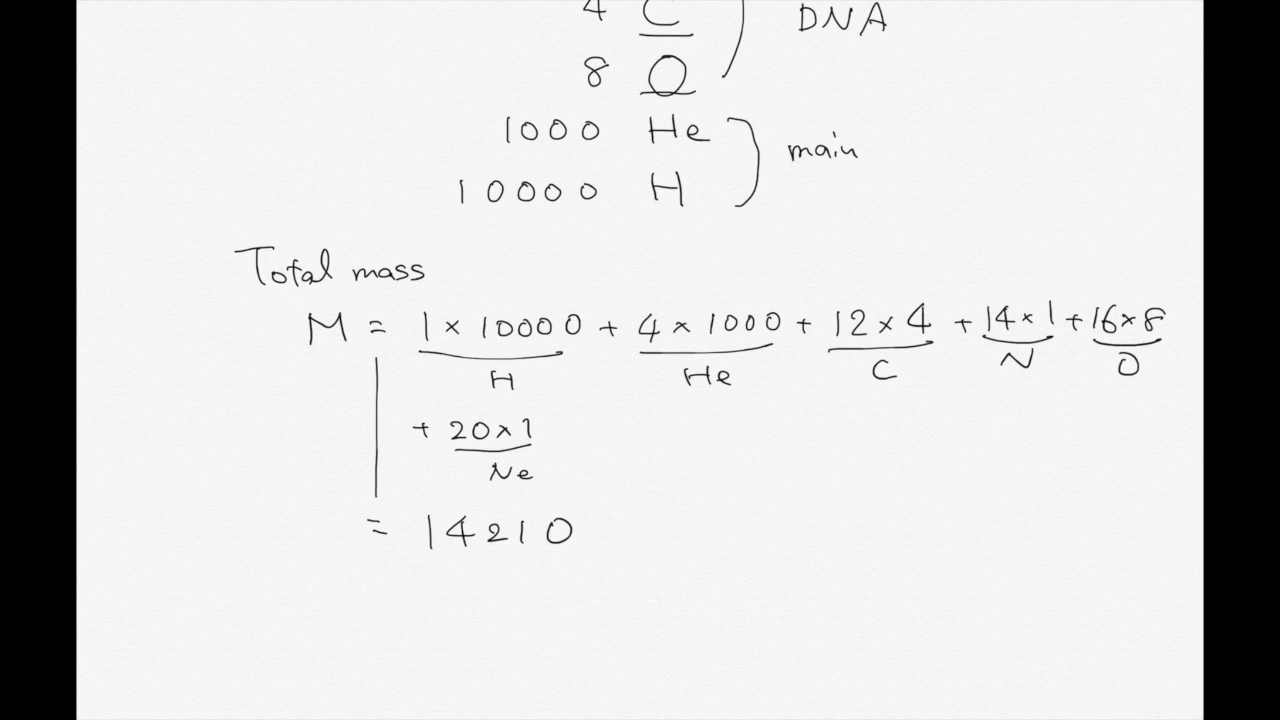 4 C
DNA
8 O
1000 He
main
10000 H
Total mass
M = 1 × 10000 + 4 × 1000 + 12 × 4 + 14 × 1 + 16 × 8
H He C N O
+ 20 × 1
Ne
= 14210